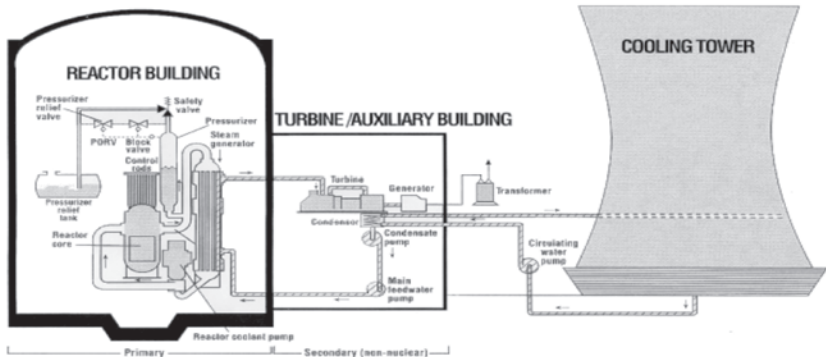 REACTOR BUILDING
Pressurizer
relief
valve
Safety
valve
Pressurizer
PORV
Block
valve
Steam
generator
Control
rods
Pressurizer
relief
tank
Reactor
core
Reactor coolant pump
TURBINE/AUXILIARY BUILDING
Turbine
Generator
Transformer
Condensor
Condensate
pump
Main
feedwater
pump
Circulating
water
pump
COOLING TOWER
Primary
Secondary (non-nuclear)